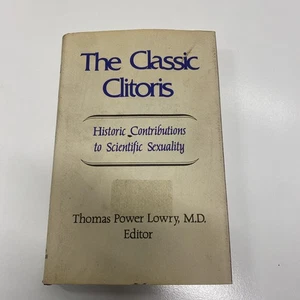 The Classic
Clitoris
Historic Contributions
to Scientific Sexuality
Thomas Power Lowry, M.D.
Editor